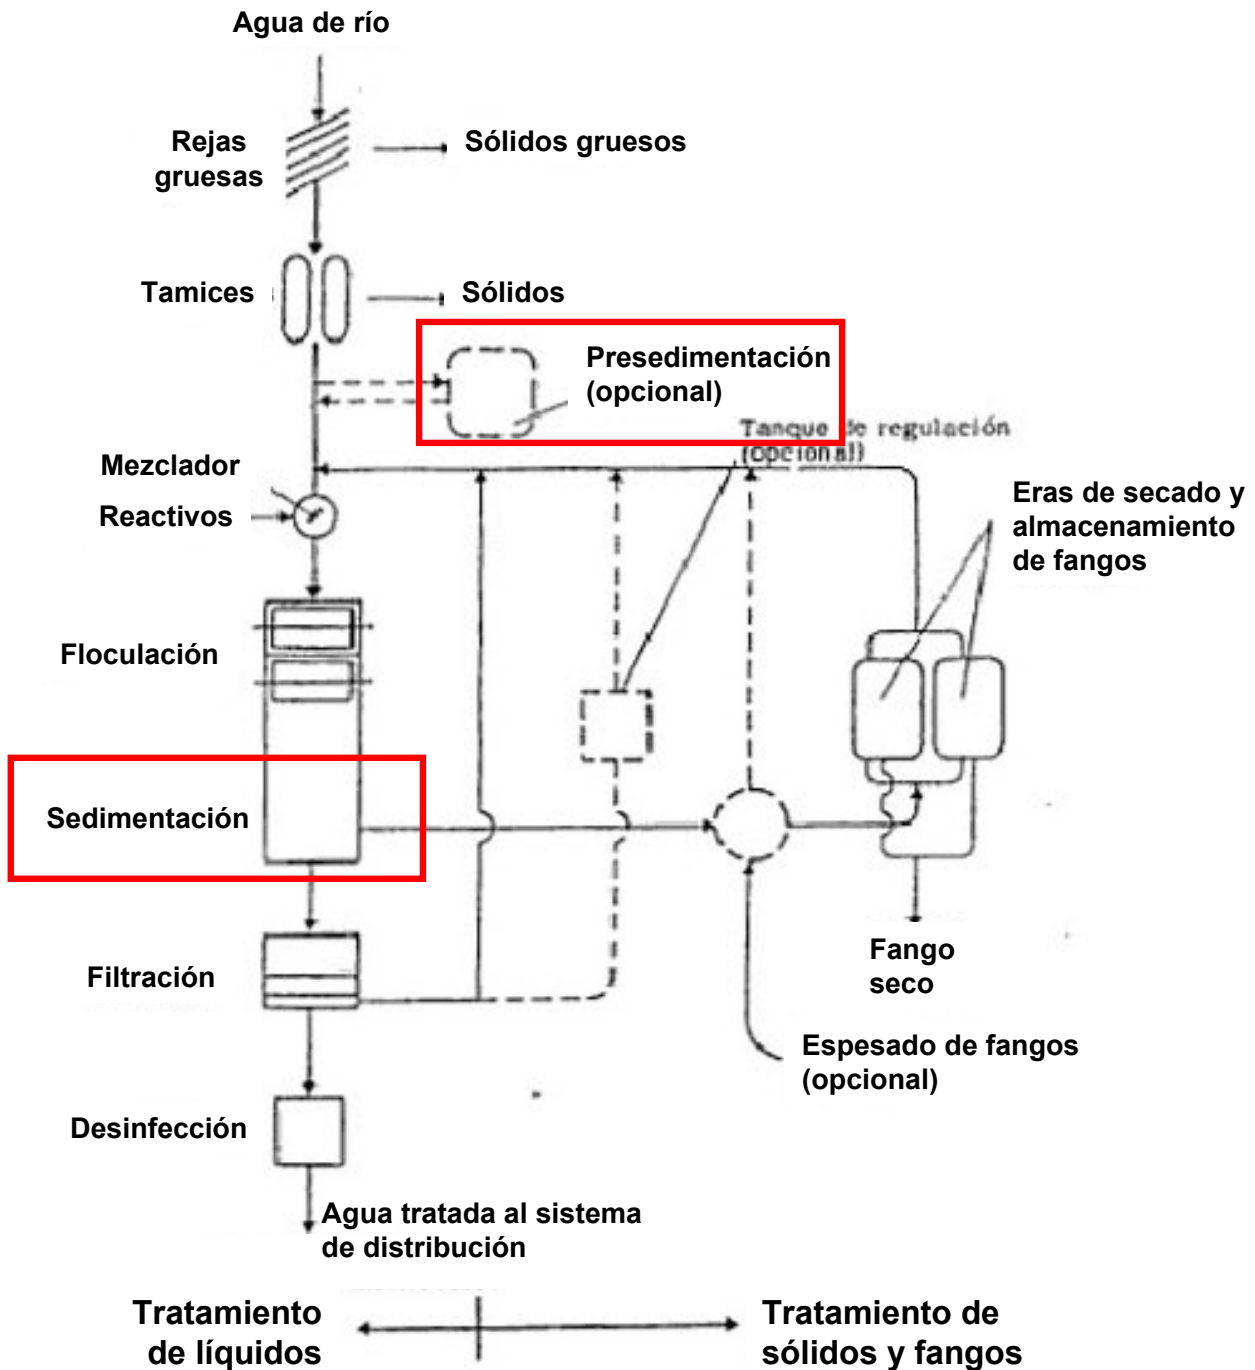 Agua de río
Rejas
gruesas
Sólidos gruesos
Tamices
Sólidos
Presedimentación
(opcional)
Tanque de regulación
(opcional)
Mezclador
Reactivos
Eras de secado y
almacenamiento
de fangos
Floculación
Sedimentación
Filtración
Fango
seco
Espesado de fangos
(opcional)
Desinfección
Agua tratada al sistema
de distribución
Tratamiento
de líquidos
Tratamiento de
sólidos y fangos